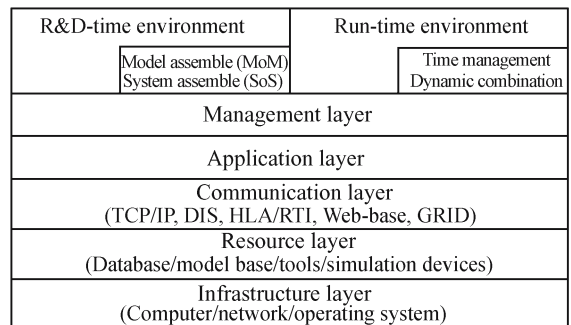 R&D-time environment
Run-time environment
Model assemble (MoM)
System assemble (SoS)
Time management
Dynamic combination
Management layer
Application layer
Communication layer
(TCP/IP, DIS, HLA/RTI, Web-base, GRID)
Resource layer
(Database/model base/tools/simulation devices)
Infrastructure layer
(Computer/network/operating system)